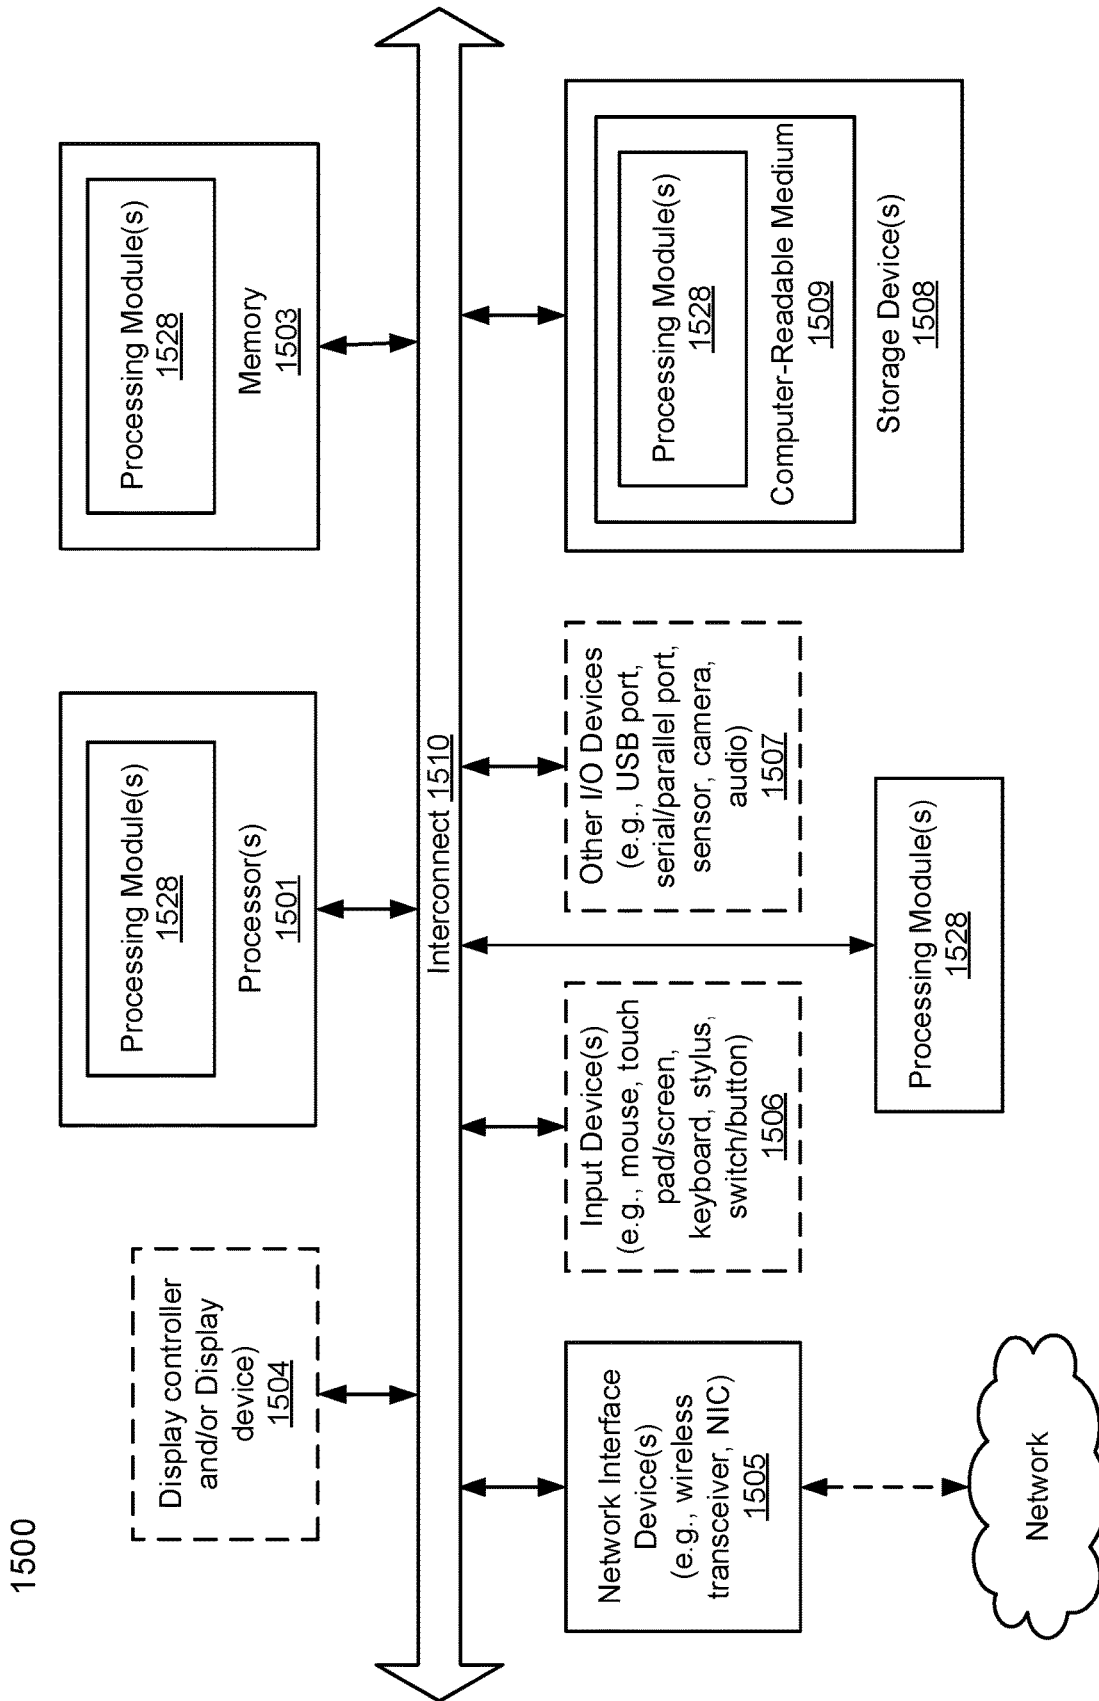 1500
Display controller
and/or Display
device)
1504
Processing Module(s)
1528
Processor(s)
1501
Processing Module(s)
1528
Memory
1503
Interconnect 1510
Network Interface
Device(s)
(e.g., wireless
transceiver, NIC)
1505
Input Device(s)
(e.g., mouse, touch
pad/screen,
keyboard, stylus,
switch/button)
1506
Other I/O Devices
(e.g., USB port,
serial/parallel port,
sensor, camera,
audio)
1507
Processing Module(s)
1528
Computer-Readable Medium
1509
Storage Device(s)
1508
Processing Module(s)
1528
Network